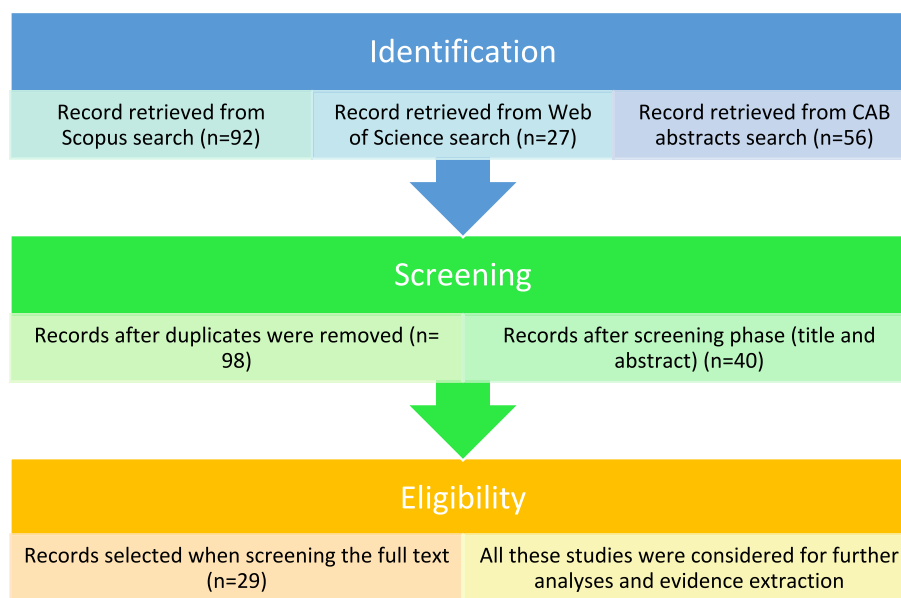 Identification
Record retrieved from
Scopus search (n=92)
Record retrieved from Web
of Science search (n=27)
Record retrieved from CAB
abstracts search (n=56)
Screening
Records after duplicates were removed (n=
98)
Records after screening phase (title and
abstract) (n=40)
Eligibility
Records selected when screening the full text
(n=29)
All these studies were considered for further
analyses and evidence extraction